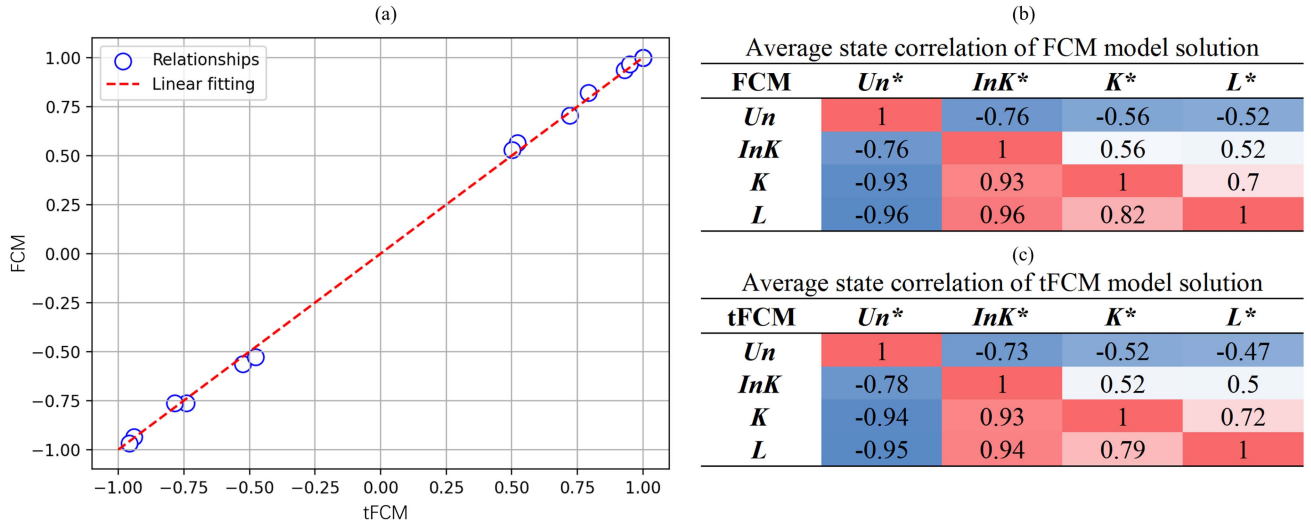 (a)
Relationships
Linear fitting
1.00
0.75
0.50
0.25
0.00
−0.25
−0.50
−0.75
−1.00
FCM
−1.00 −0.75 −0.50 −0.25 0.00 0.25 0.50 0.75 1.00
tFCM
(b)
Average state correlation of FCM model solution
FCM Un* InK* K* L*
Un 1 -0.76 -0.56 -0.52
InK -0.76 1 0.56 0.52
K -0.93 0.93 1 0.7
L -0.96 0.96 0.82 1
(c)
Average state correlation of tFCM model solution
tFCM Un* InK* K* L*
Un 1 -0.73 -0.52 -0.47
InK -0.78 1 0.52 0.5
K -0.94 0.93 1 0.72
L -0.95 0.94 0.79 1